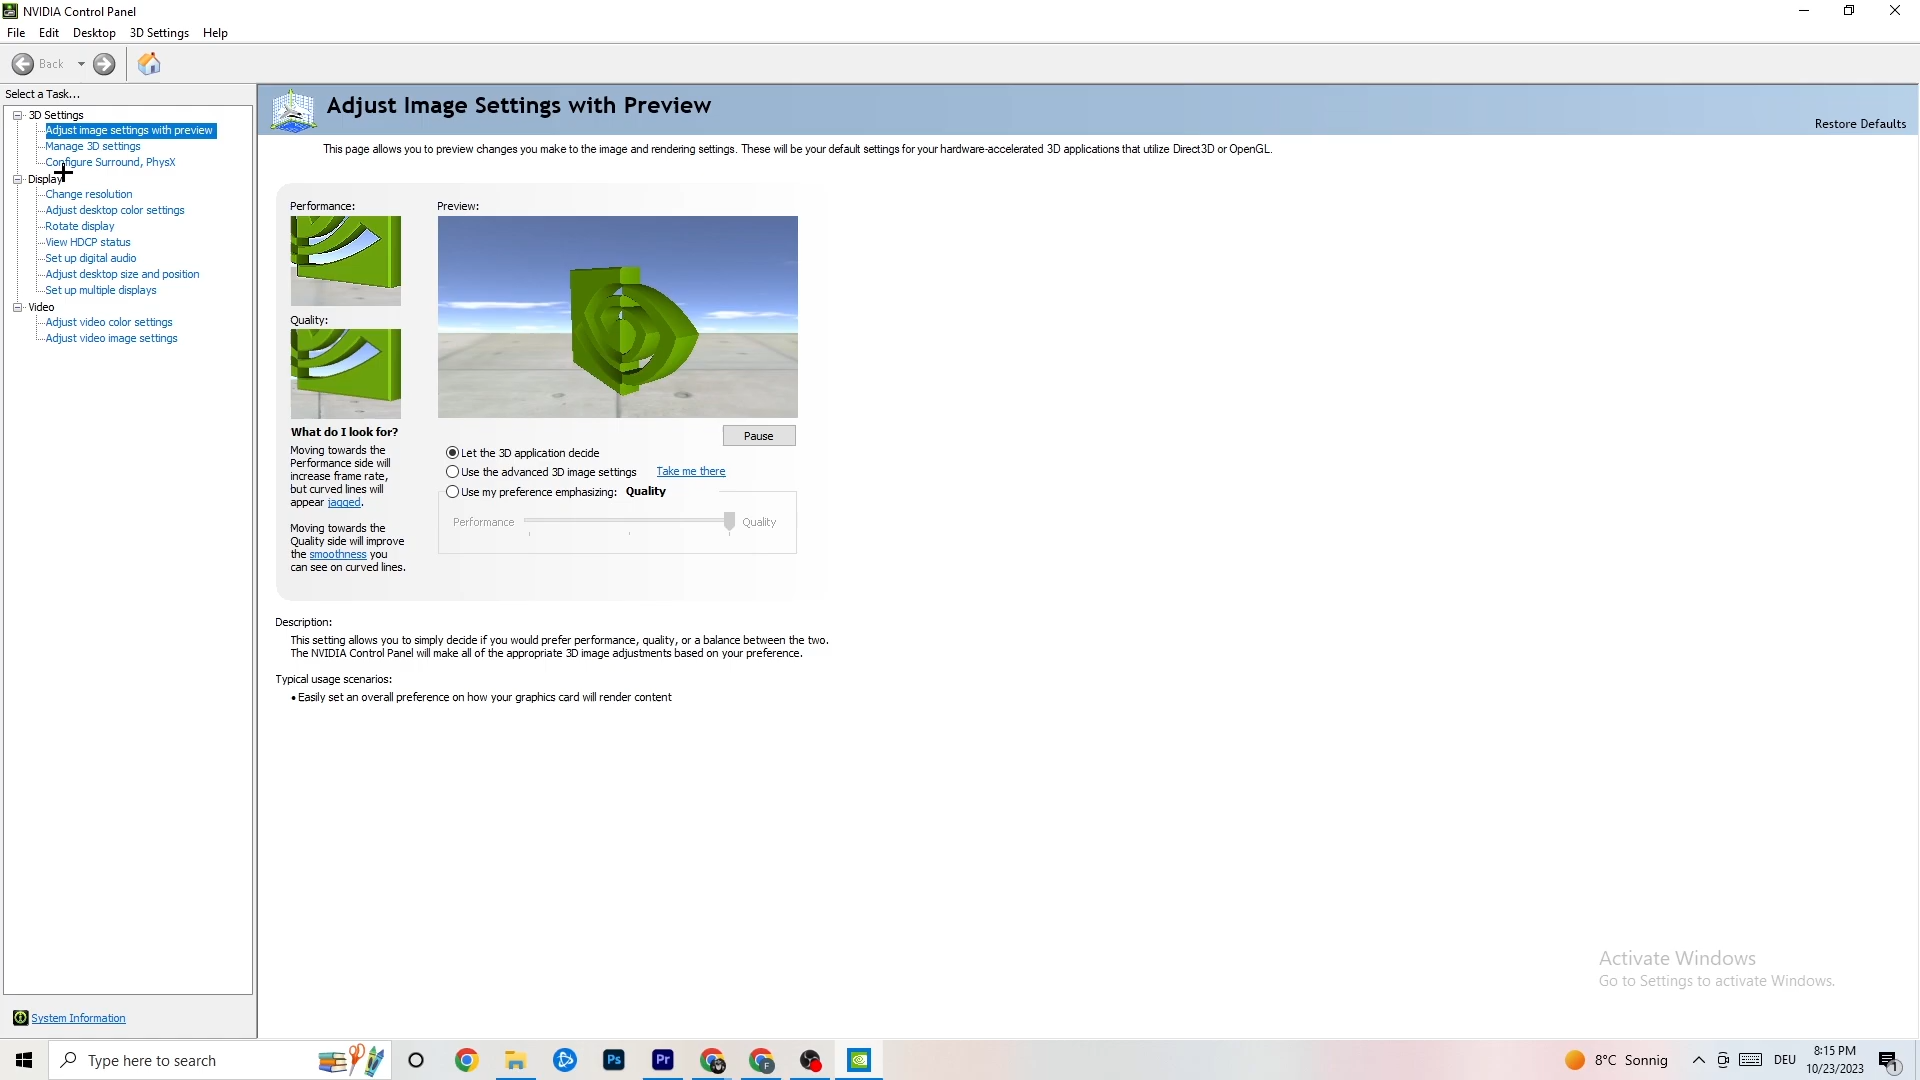 NVIDIA Control Panel
File Edit Desktop 3D Settings Help
Back
Select a Task...
3D Settings
Adjust image settings with preview
Manage 3D settings
Configure Surround, PhysX
Display
Change resolution
Adjust desktop color settings
Rotate display
View HDCP status
Set up digital audio
Adjust desktop size and position
Set up multiple displays
Video
Adjust video color settings
Adjust video image settings
System Information
Adjust Image Settings with Preview
Restore Defaults
This page allows you to preview changes you make to the image and rendering settings. These will be your default settings for your hardware-accelerated 3D applications that utilize Direct3D or OpenGL.
Performance:
Preview:
Quality:
What do I look for?
Moving towards the
Performance side will
increase frame rate,
but curved lines will
appear jagged.
Moving towards the
Quality side will improve
the smoothness you
can see on curved lines.
Pause
Let the 3D application decide
Use the advanced 3D image settings Take me there
Use my preference emphasizing: Quality
Performance Quality
Description:
This setting allows you to simply decide if you would prefer performance, quality, or a balance between the two.
The NVIDIA Control Panel will make all of the appropriate 3D image adjustments based on your preference.
Typical usage scenarios:
• Easily set an overall preference on how your graphics card will render content
Activate Windows
Go to Settings to activate Windows.
Type here to search
Ps
Pr
F
8°C Sonnig
DEU
8:15 PM
10/23/2023
1